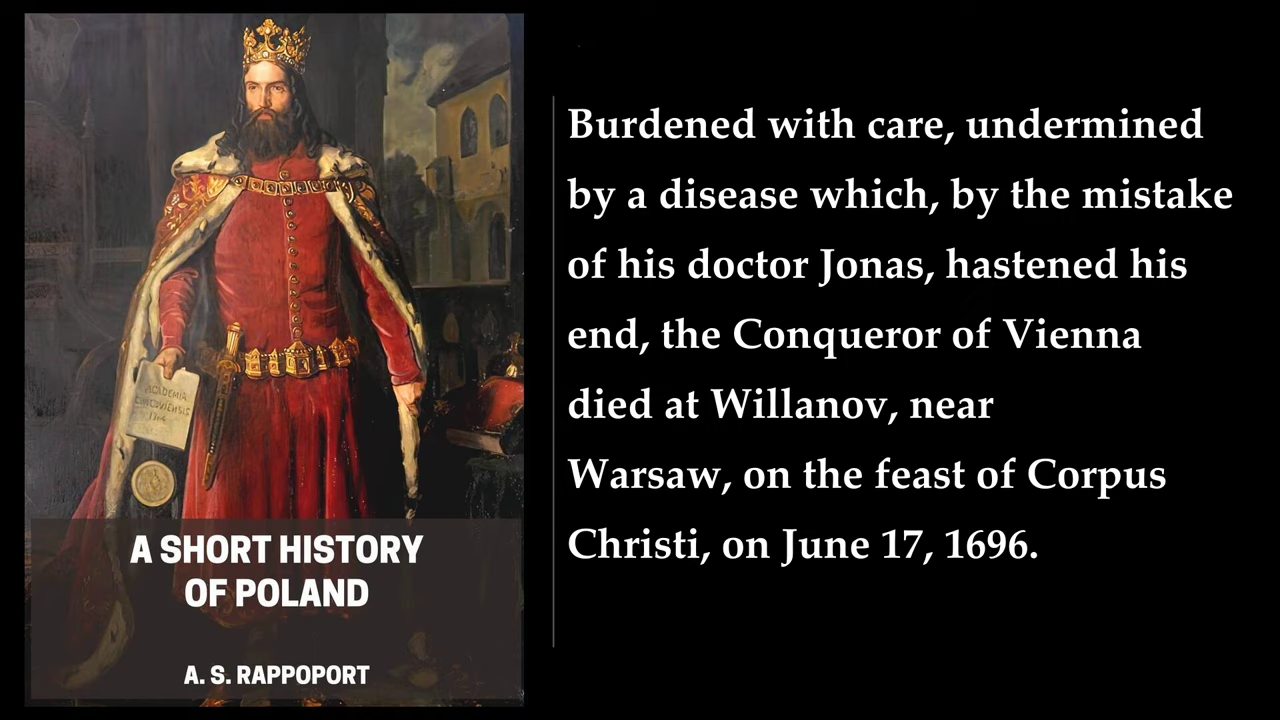 ACADEMIA
CRACOVIENSIS
A SHORT HISTORY
OF POLAND
A. S. RAPPOPORT
Burdened with care, undermined
by a disease which, by the mistake
of his doctor Jonas, hastened his
end, the Conqueror of Vienna
died at Willanov, near
Warsaw, on the feast of Corpus
Christi, on June 17, 1696.